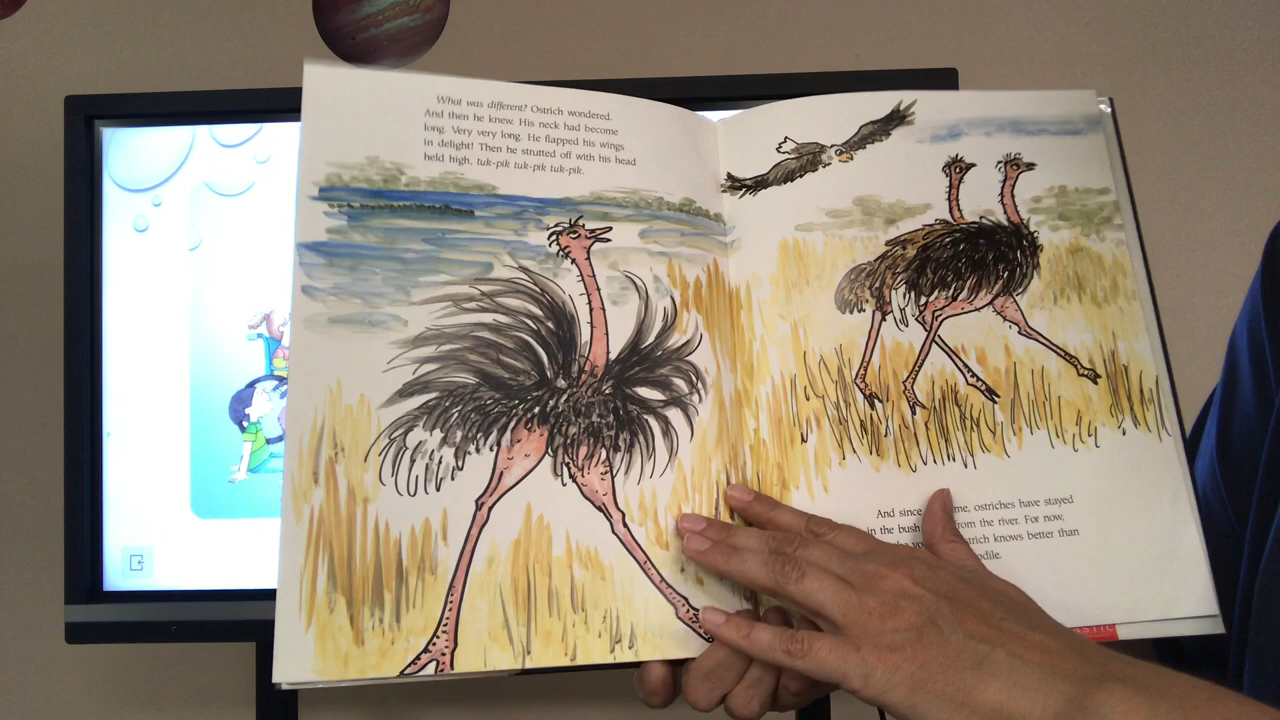 What was different? Ostrich wondered.
And then he knew. His neck had become
long. Very very long. He flapped his wings
in delight! Then he strutted off with his head
held high. tuk-pik tuk-pik tuk-pik.
And since me, ostriches have stayed
in the bush from the river. For now,
strich knows better than